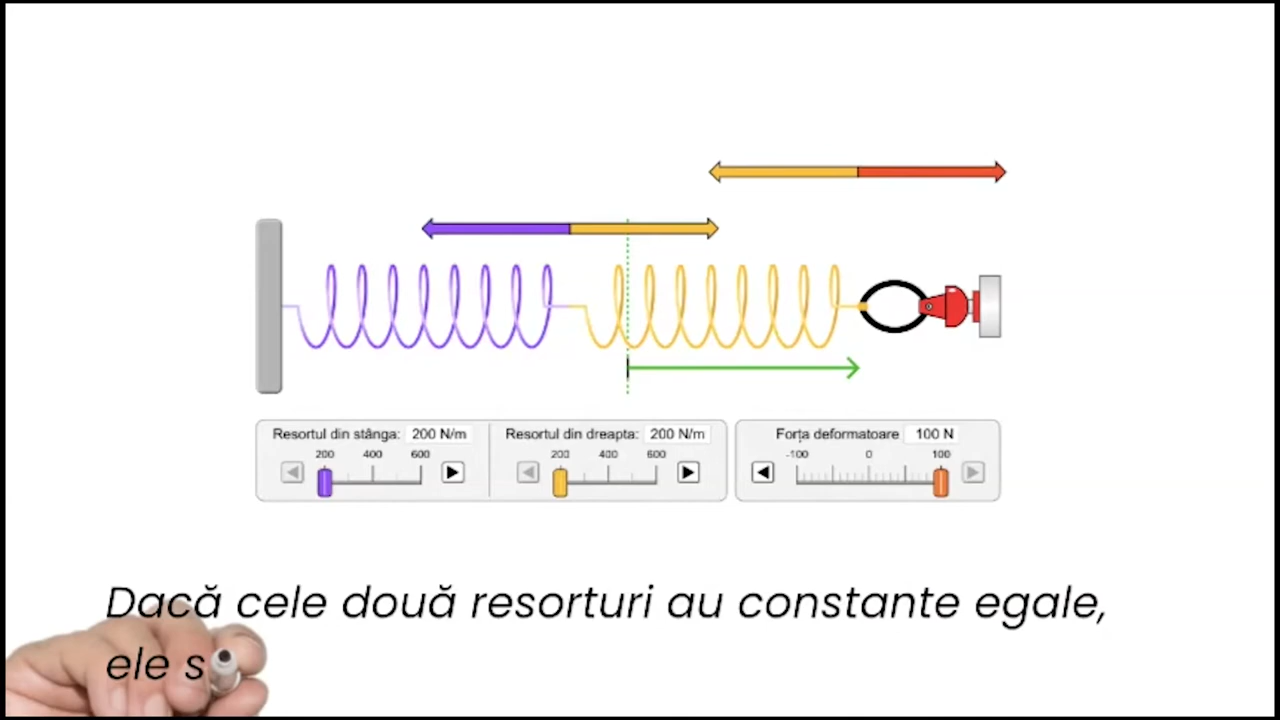 Resortul din stânga: 200 N/m
200 400 600
Resortul din dreapta: 200 N/m
200 400 600
Forța deformatoare 100 N
-100 0 100
Dacă cele două resorturi au constante egale,
ele s